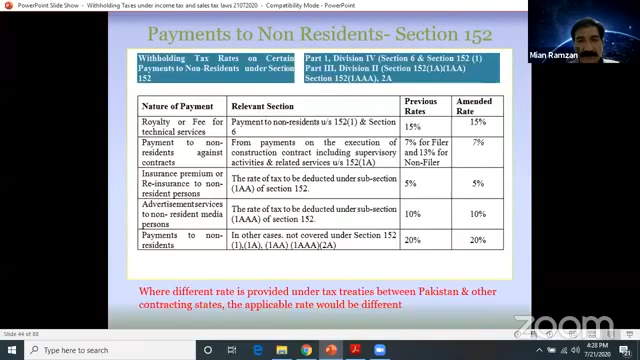 PowerPoint Slide Show - Withholding Taxes under income tax and sales tax laws 21072020 - Compatibility Mode - PowerPoint
Payments to Non Residents- Section 152
Mian Ramzan
Withholding Tax Rates on Certain
Payments to Non-Residents under Section
152
Part 1, Division IV (Section 6 & Section 152 (1)
Part III, Division II (Section 152(1A)(1AA)
Section 152(1AAA), 2A
Nature of Payment
Relevant Section
Previous
Rates
Amended
Rate
Royalty or Fee for
technical services
Payment to non-residents u/s 152(1) & Section
6
15%
15%
Payment to non-
residents against
contracts
From payments on the execution of
construction contract including supervisory
activities & related services u/s 152(1A)
7% for Filer
and 13% for
Non-Filer
7%
Insurance premium or
Re-insurance to non-
resident persons
The rate of tax to be deducted under sub-section
(1AA) of section 152.
5%
5%
Advertisement services
to non- resident media
persons
The rate of tax to be deducted under sub-section
(1AAA) of section 152.
10%
10%
Payments to non-
residents
In other cases. not covered under Section 152
(1),(1A), (1AA) (1AAA)(2A)
20%
20%
Where different rate is provided under tax treaties between Pakistan & other
contracting states, the applicable rate would be different
Slide 44 of 88
zoom
Type here to search
4:28 PM
7/21/2020